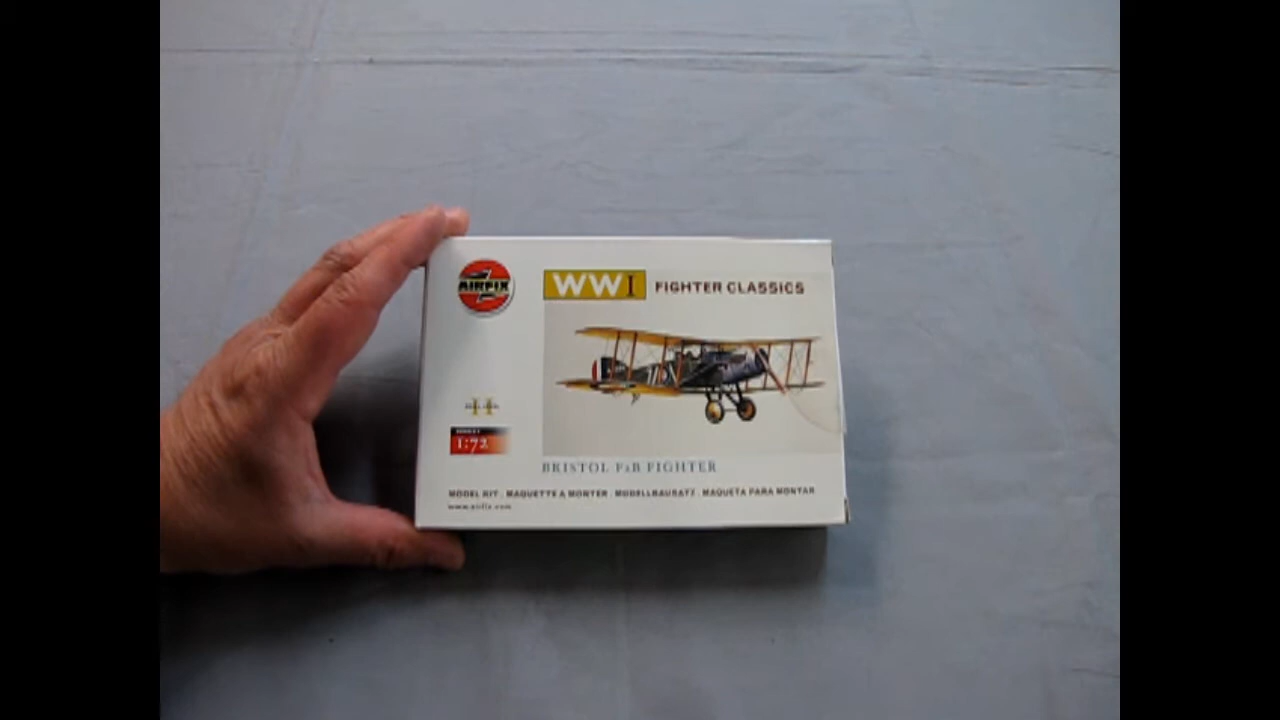 AIRFIX
WWI FIGHTER CLASSICS
1:72
BRISTOL F2B FIGHTER
MODEL KIT . MAQUETTE A MONTER . MODELLBAUSATZ . MAQUETA PARA MONTAR
www.airfix.com